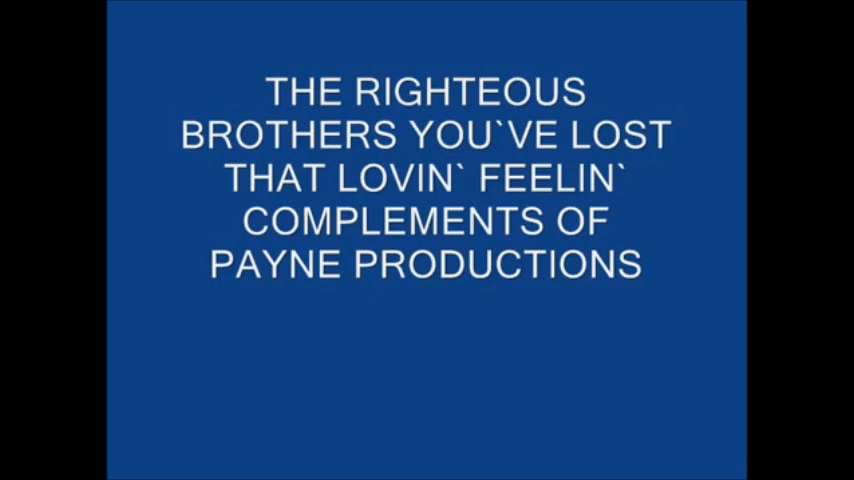 THE RIGHTEOUS
BROTHERS YOU`VE LOST
THAT LOVIN` FEELIN`
COMPLEMENTS OF
PAYNE PRODUCTIONS